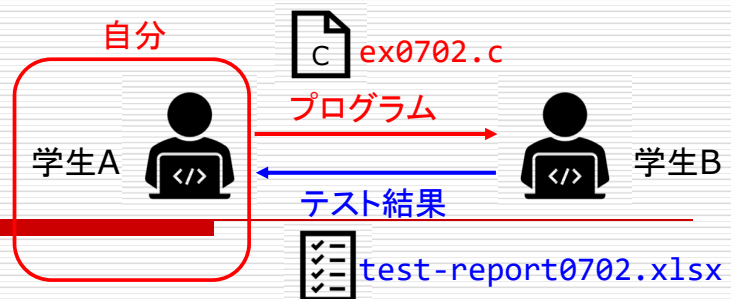 自分
C ex0702.c
プログラム
学生A </> </> 学生B
テスト結果
test-report0702.xlsx